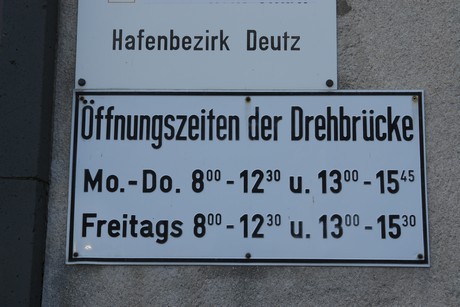 Hafenbezirk Deutz
Öffnungszeiten der Drehbrücke
Mo.-Do. 8⁰⁰-12³⁰ u. 13⁰⁰-15⁴⁵
Freitags 8⁰⁰-12³⁰ u. 13⁰⁰-15³⁰